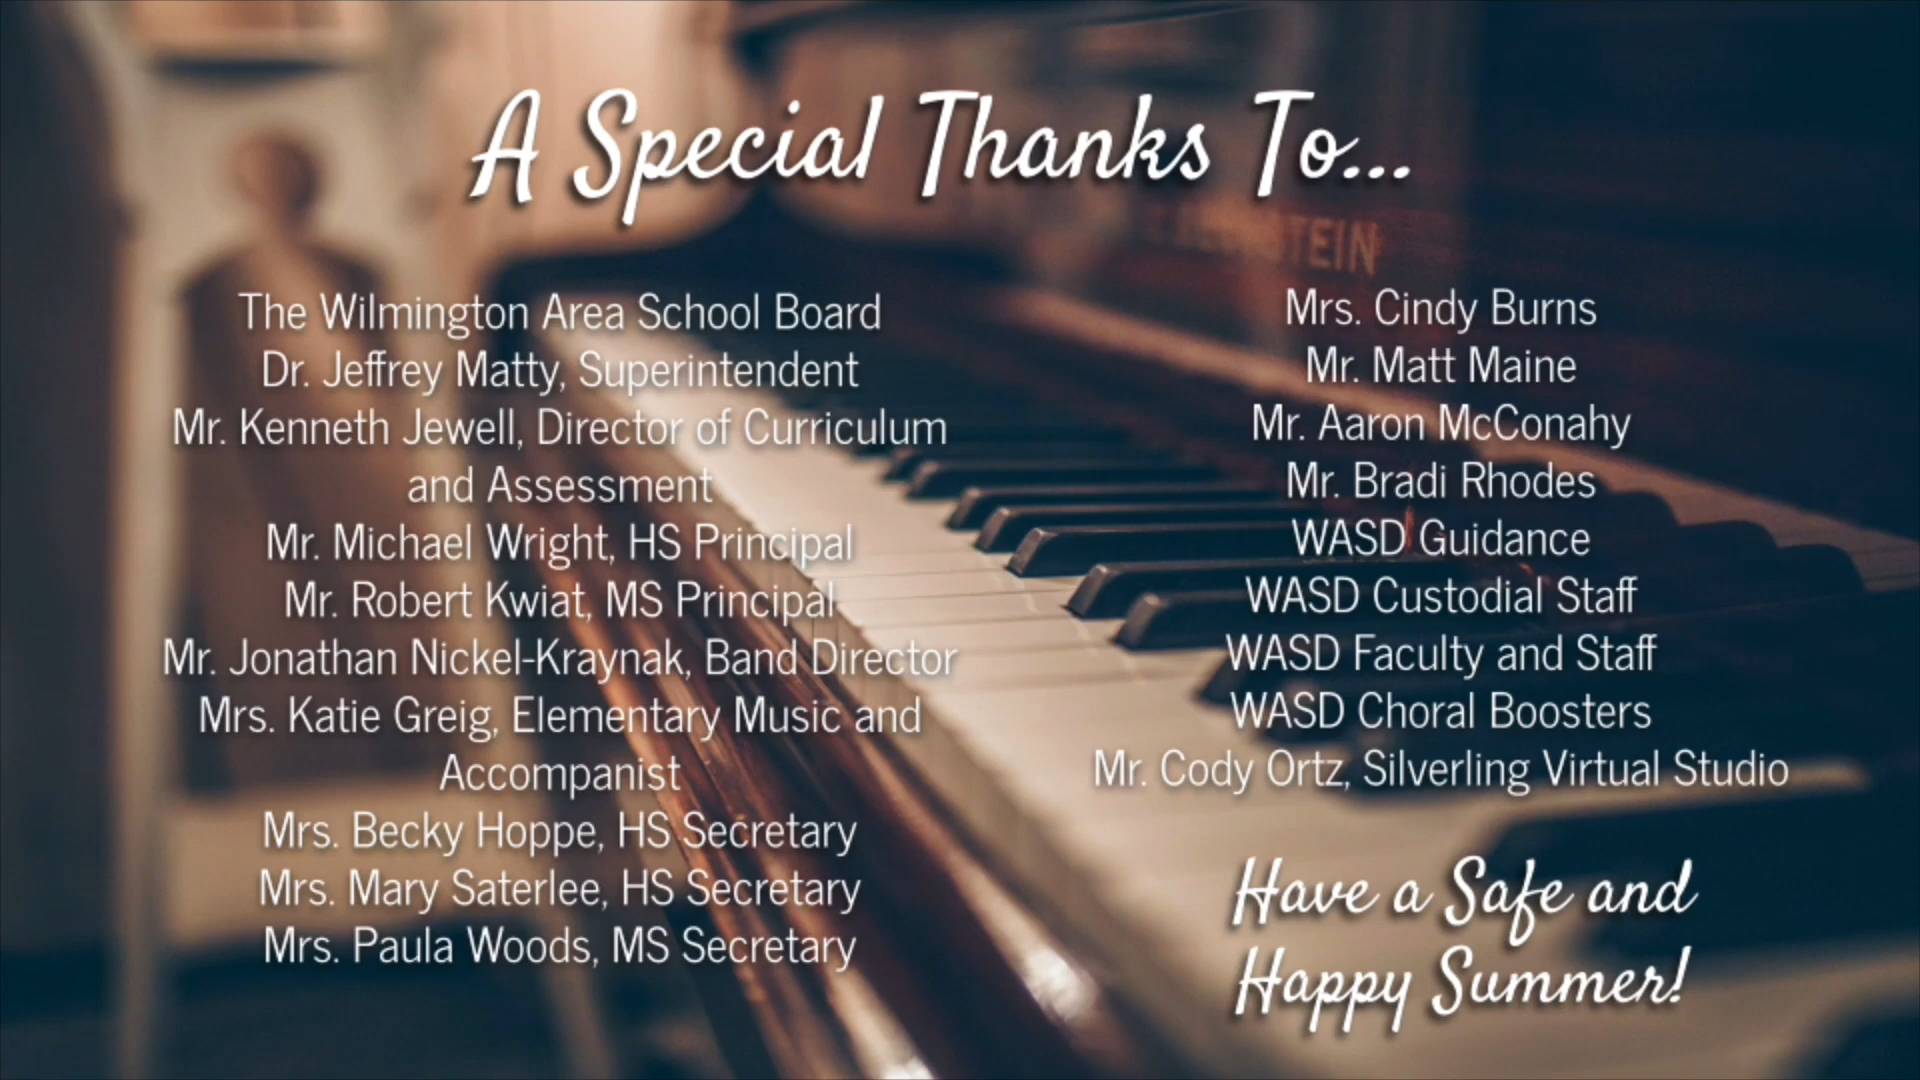 A Special Thanks To...
The Wilmington Area School Board
Dr. Jeffrey Matty, Superintendent
Mr. Kenneth Jewell, Director of Curriculum
and Assessment
Mr. Michael Wright, HS Principal
Mr. Robert Kwiat, MS Principal
Mr. Jonathan Nickel-Kraynak, Band Director
Mrs. Katie Greig, Elementary Music and
Accompanist
Mrs. Becky Hoppe, HS Secretary
Mrs. Mary Saterlee, HS Secretary
Mrs. Paula Woods, MS Secretary
Mrs. Cindy Burns
Mr. Matt Maine
Mr. Aaron McConahy
Mr. Bradi Rhodes
WASD Guidance
WASD Custodial Staff
WASD Faculty and Staff
WASD Choral Boosters
Mr. Cody Ortz, Silverling Virtual Studio
Have a Safe and
Happy Summer!